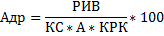 Адр = РИВ / КС * А * КРК * 100